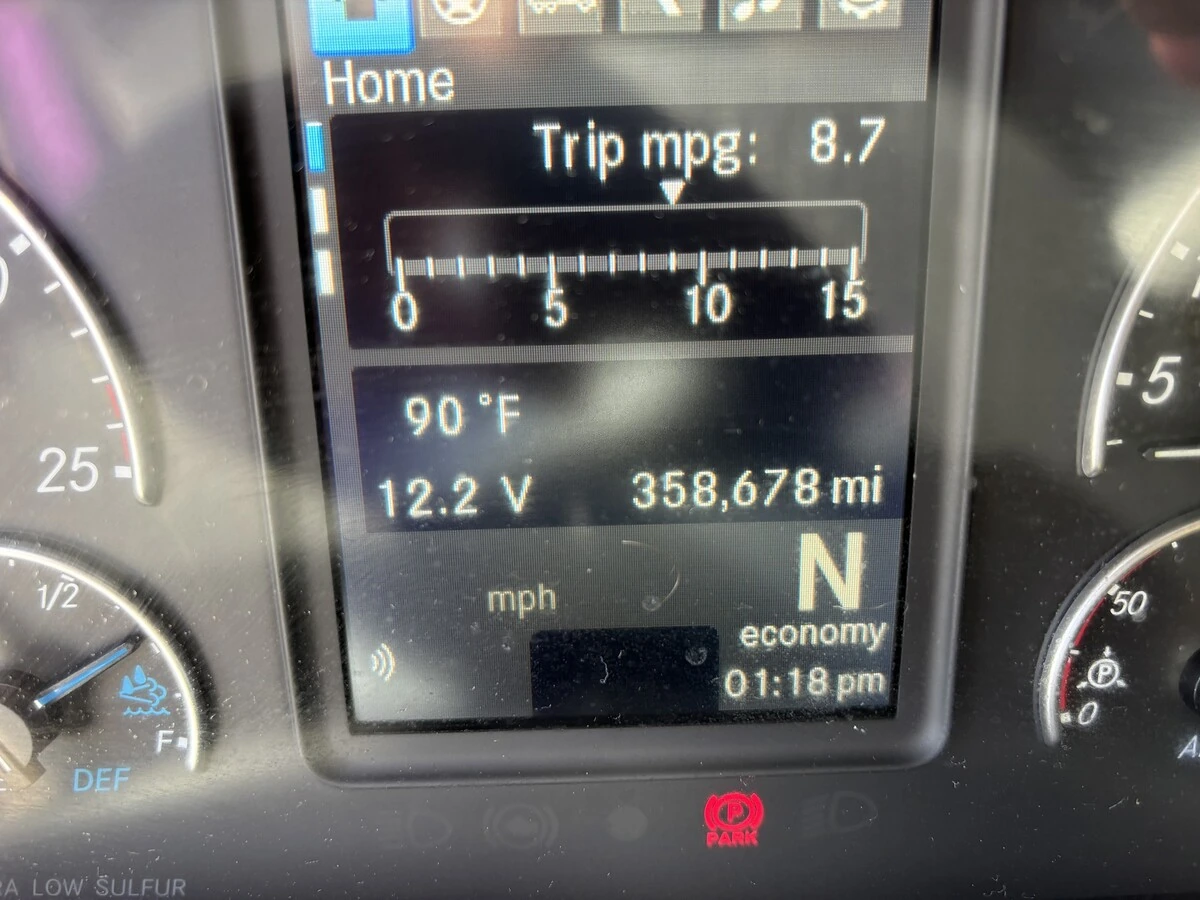 Home
Trip mpg: 8.7
0 5 10 15
90 °F
12.2 V 358,678 mi
N
mph
economy
01:18 pm
25
1/2
F
DEF
5
50
P
0
P
PARK
LOW SULFUR